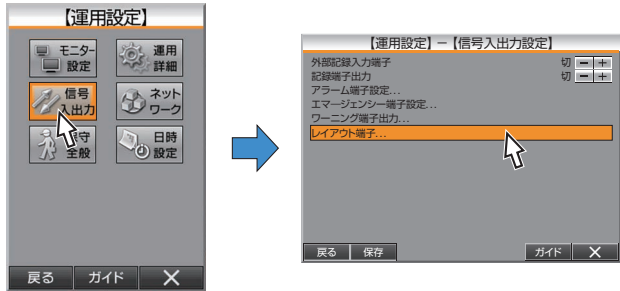 【運用設定】
モニター
設定
運用
詳細
信号
入出力
ネット
ワーク
守
全般
日時
設定
戻る ガイド ×
【運用設定】－【信号入出力設定】
外部記録入力端子 切 － ＋
記録端子出力 切 － ＋
アラーム端子設定...
エマージェンシー端子設定...
ワーニング端子出力...
レイアウト端子...
戻る 保存 ガイド ×